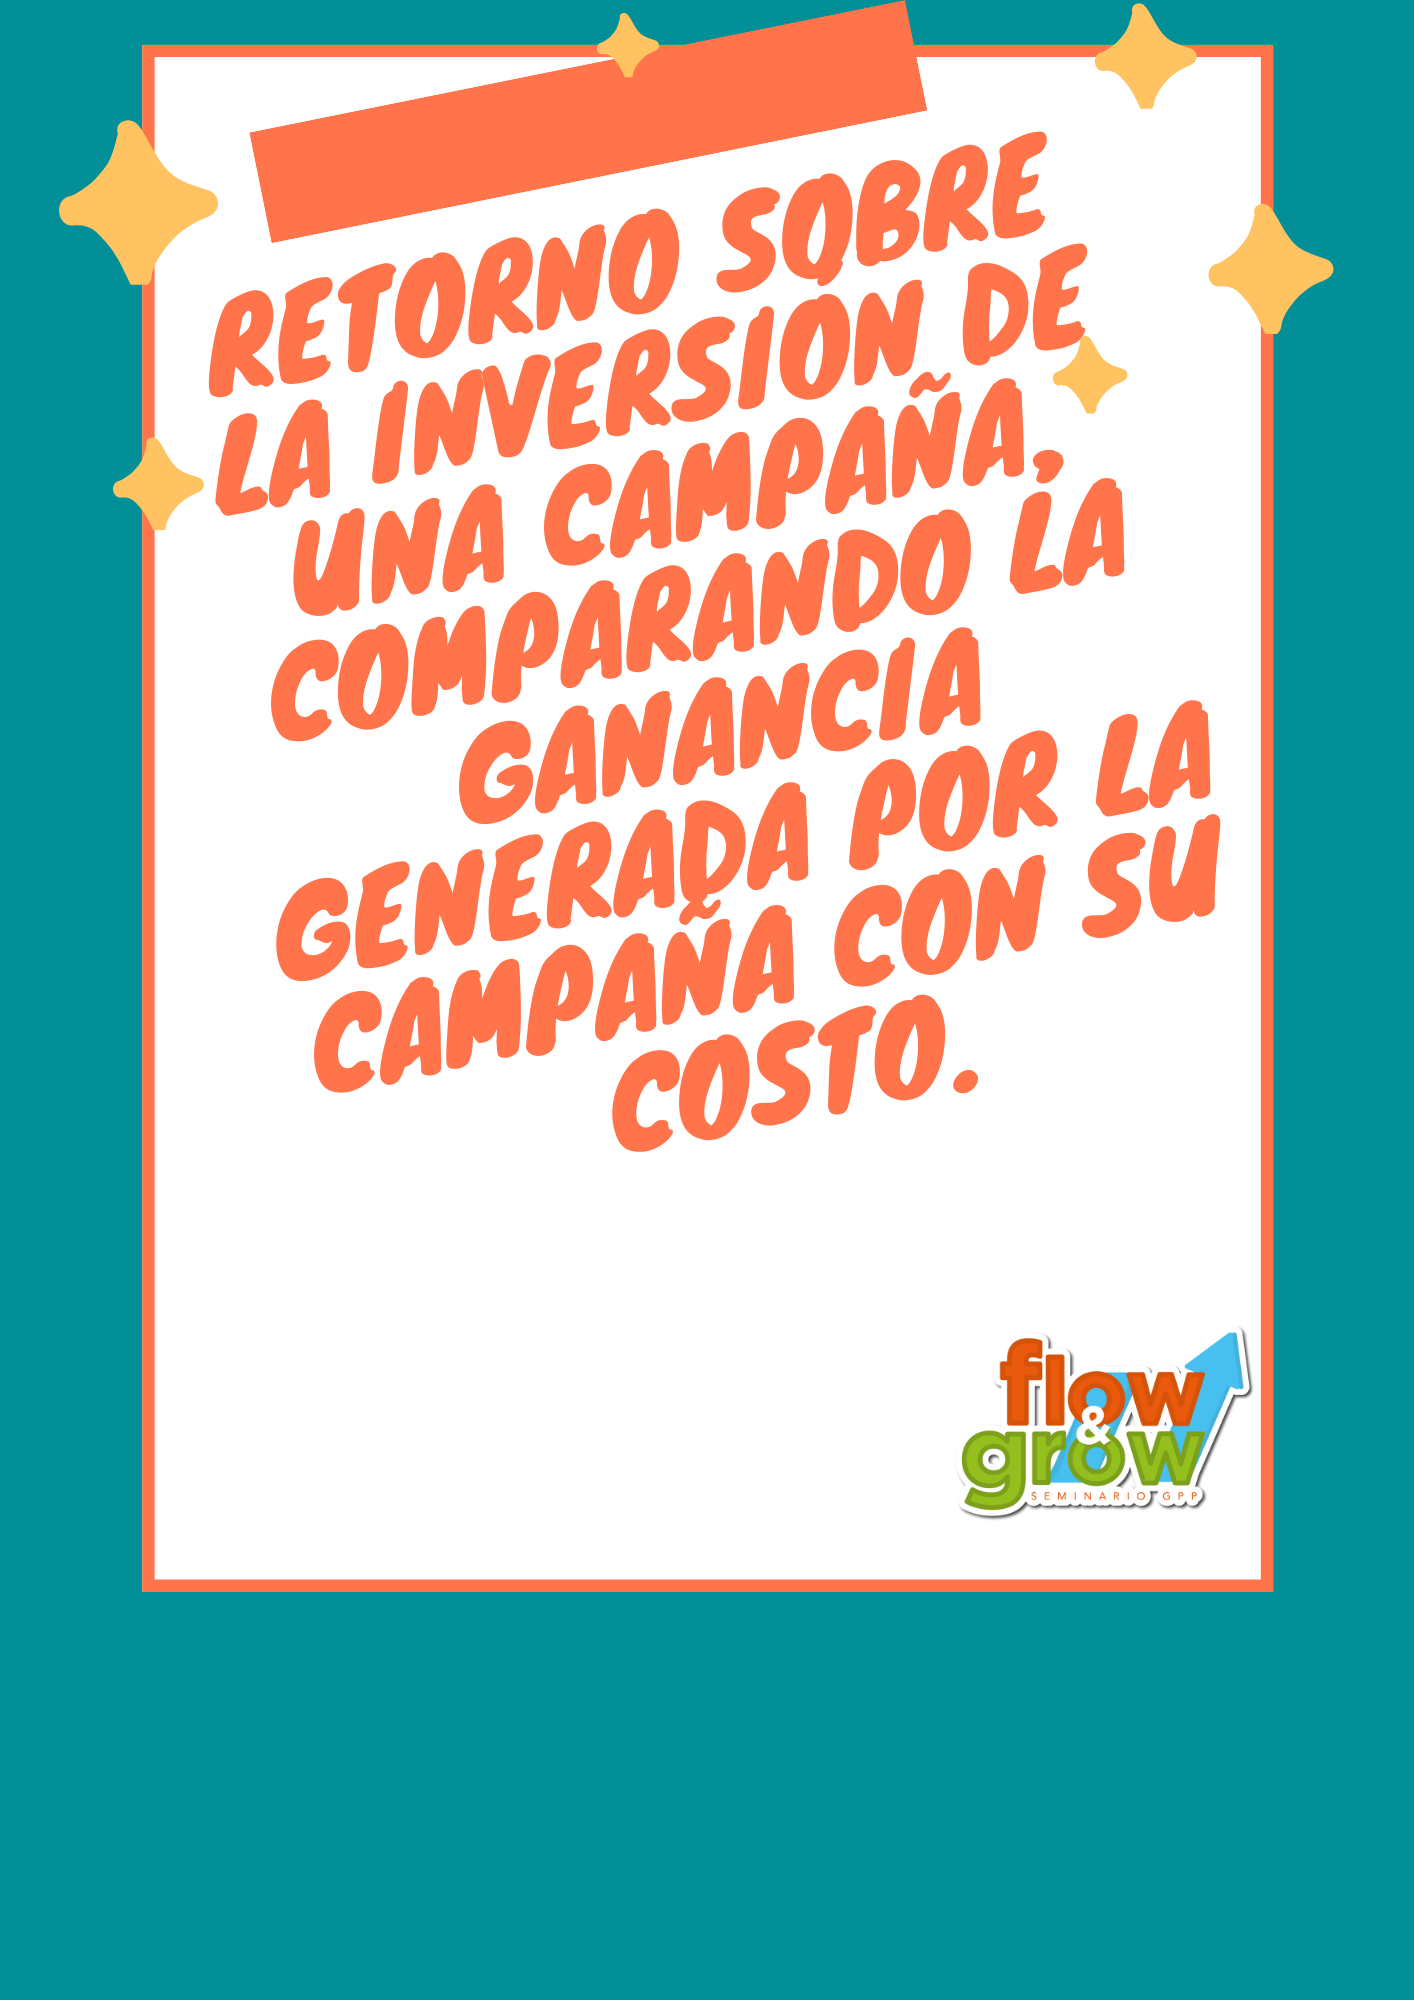 RETORNO SOBRE
LA INVERSIÓN DE
UNA CAMPAÑA,
COMPARANDO LA
GANANCIA
GENERADA POR LA
CAMPAÑA CON SU
COSTO.
flow
&
grow
SEMINARIO GPP